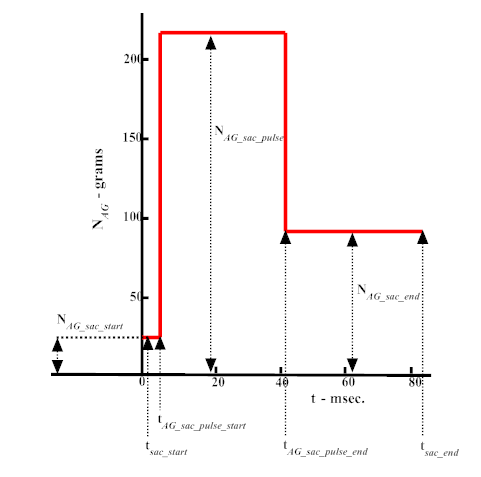 200
150
100
50
N_AG - grams
N_AG_sac_pulse
N_AG_sac_end
N_AG_sac_start
0 20 40 60 80
t - msec.
t_AG_sac_pulse_start
t_sac_start
t_AG_sac_pulse_end
t_sac_end